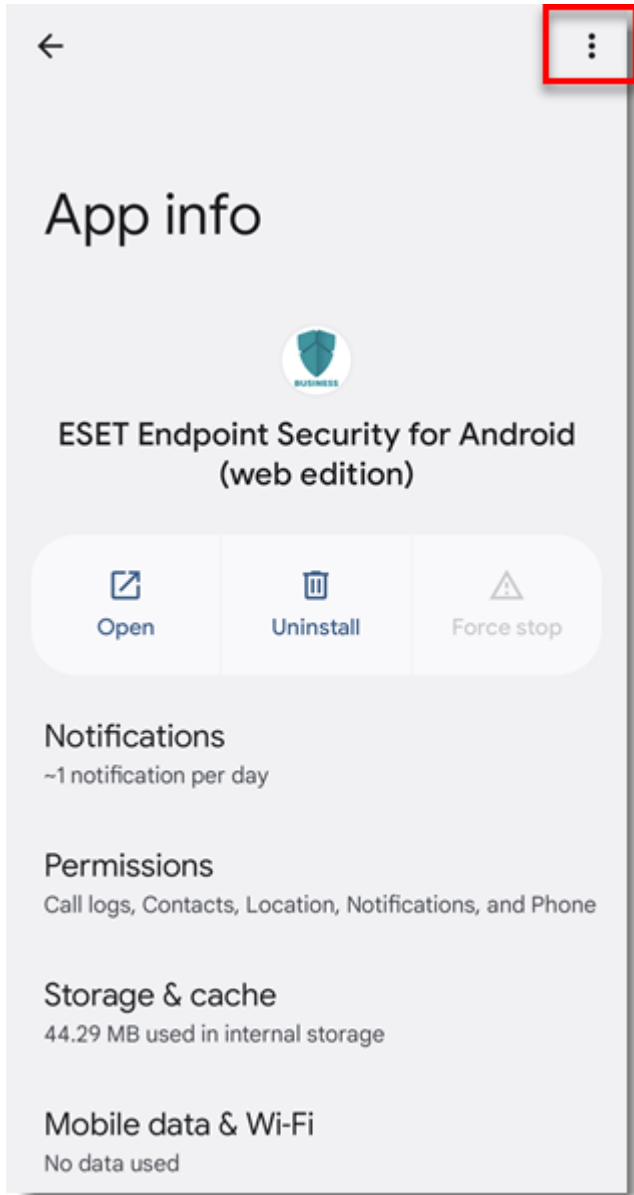 App info
BUSINESS
ESET Endpoint Security for Android
(web edition)
Open
Uninstall
Force stop
Notifications
~1 notification per day
Permissions
Call logs, Contacts, Location, Notifications, and Phone
Storage & cache
44.29 MB used in internal storage
Mobile data & Wi-Fi
No data used